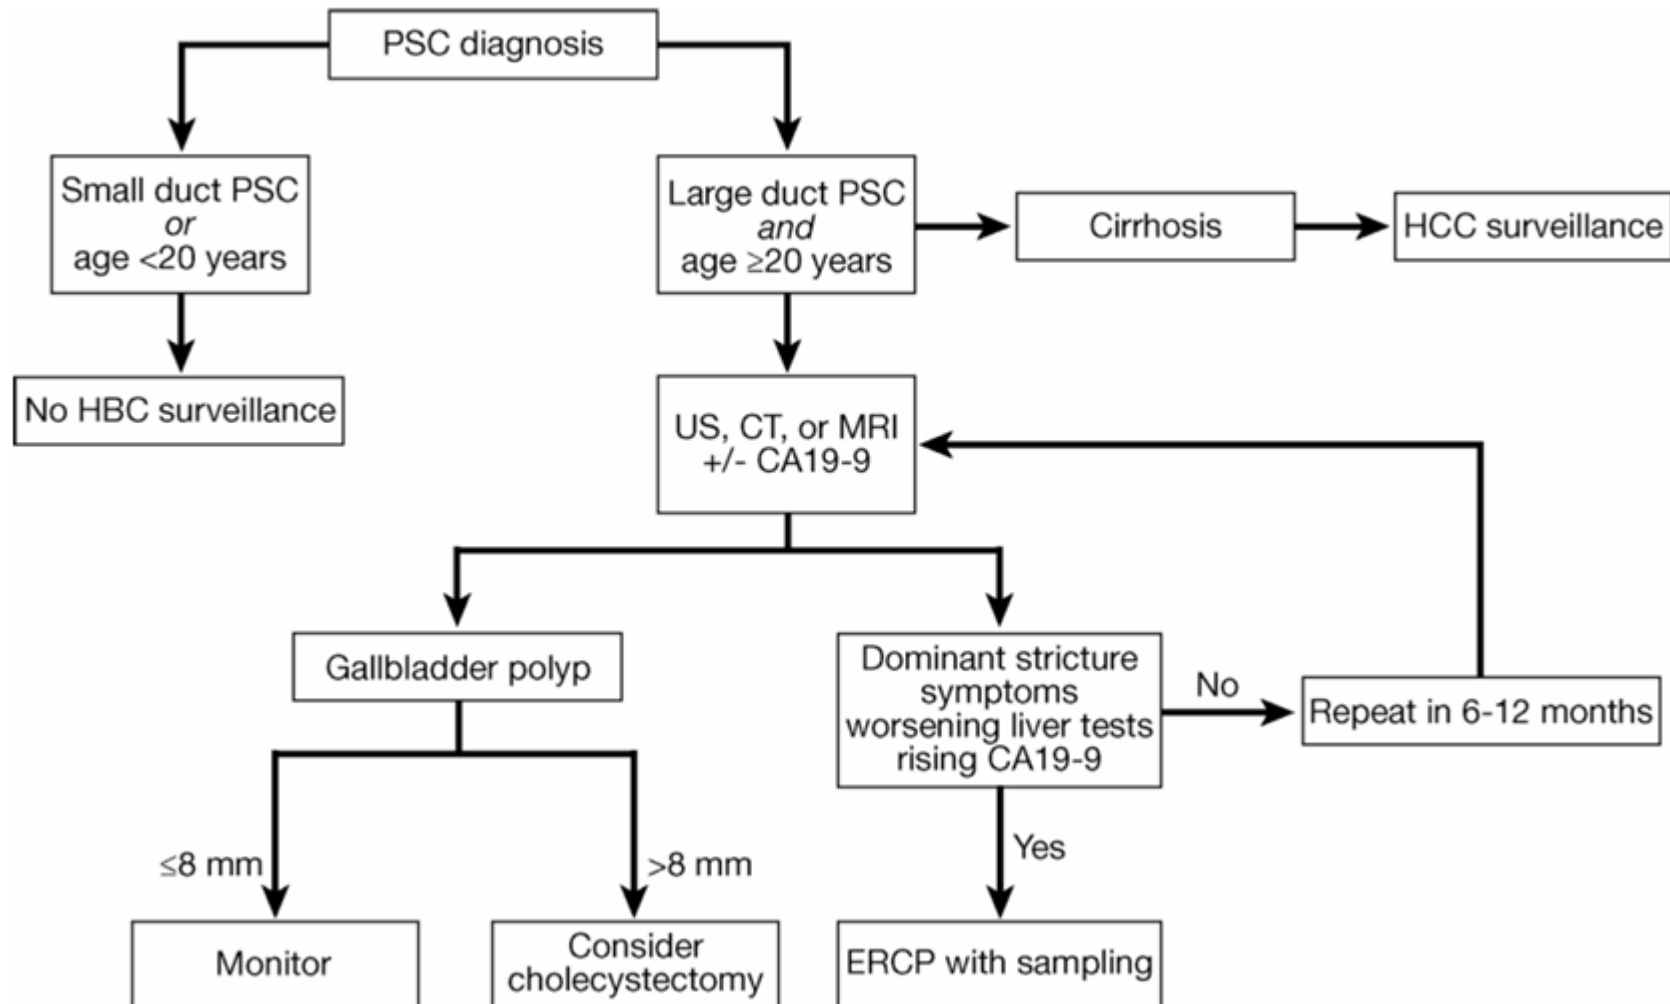 PSC diagnosis
Small duct PSC
or
age <20 years
Large duct PSC
and
age ≥20 years
Cirrhosis
HCC surveillance
No HBC surveillance
US, CT, or MRI
+/- CA19-9
Gallbladder polyp
Dominant stricture
symptoms
worsening liver tests
rising CA19-9
No
Repeat in 6-12 months
≤8 mm
>8 mm
Yes
Monitor
Consider
cholecystectomy
ERCP with sampling